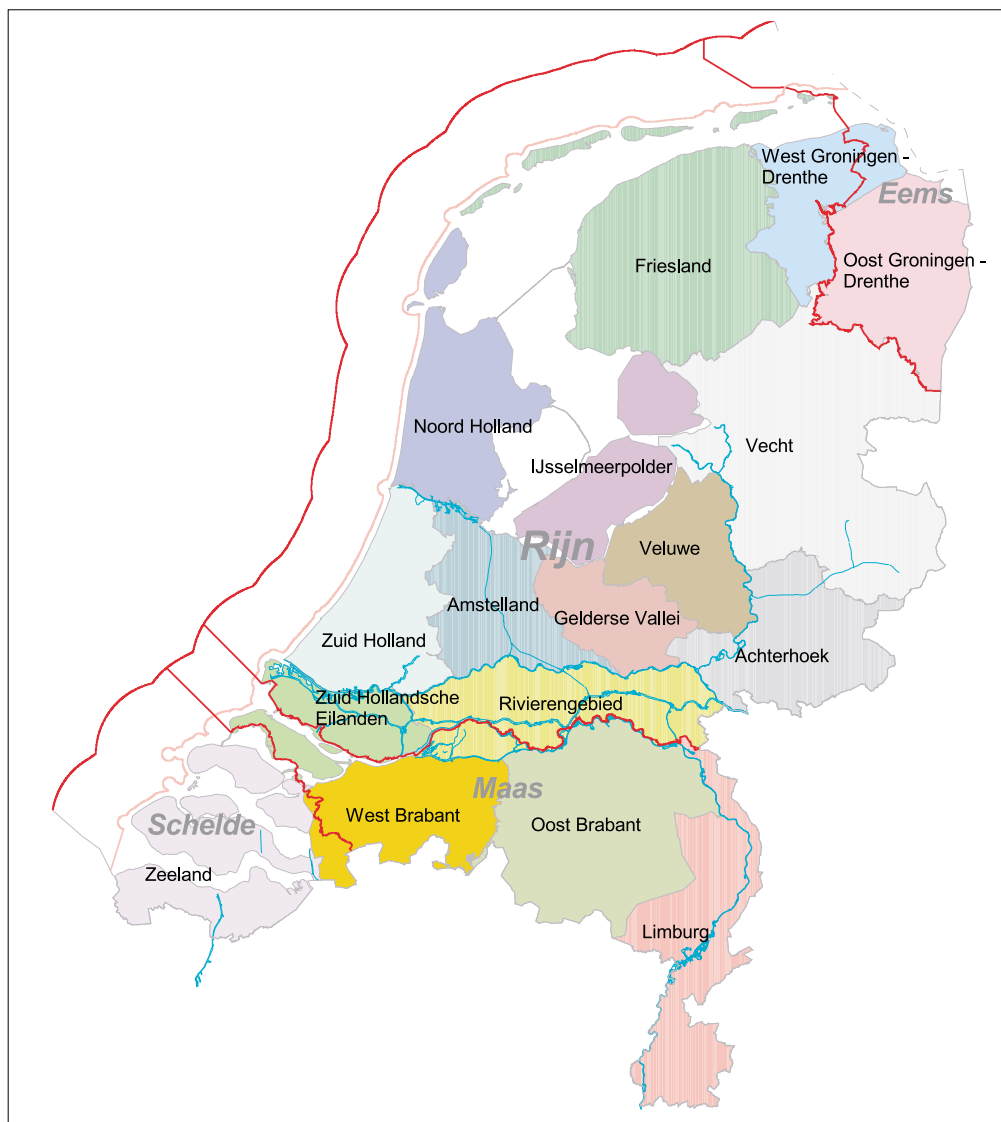 West Groningen -
Drenthe
Eems
Friesland
Oost Groningen -
Drenthe
Noord Holland
Vecht
IJsselmeerpolder
Rijn
Veluwe
Amstelland
Gelderse Vallei
Zuid Holland
Achterhoek
Zuid Hollandsche
Eilanden
Rivierengebied
Maas
West Brabant
Oost Brabant
Schelde
Zeeland
Limburg